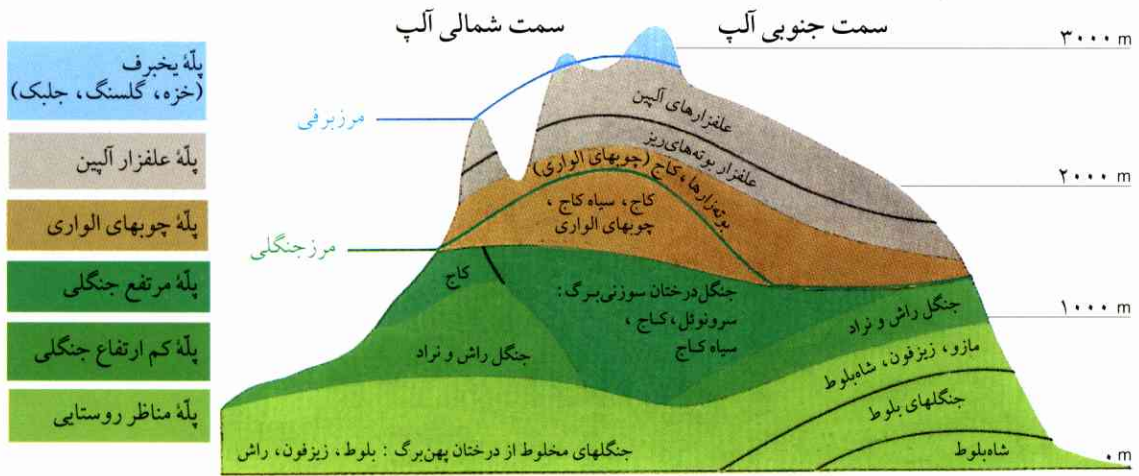 سمت شمالی آلپ
سمت جنوبی آلپ
۳۰۰۰ m
۲۰۰۰ m
۱۰۰۰ m
۰ m
پلّهٔ یخبرف
(خزه، گلسنگ، جلبک)
پلّهٔ علفزار آلپین
پلّهٔ چوبهای الواری
پلّهٔ مرتفع جنگلی
پلّهٔ کم ارتفاع جنگلی
پلّهٔ مناظر روستایی
مرزبرفی
مرزجنگلی
علفزارهای آلپین
علفزار بوته‌های‌ریز
بوته‌زارها، کاج (چوبهای الواری)
کاج، سیاه کاج،
چوبهای الواری
کاج
جنگل‌درختان سوزنی‌بـرگ:
سرونوئل، کـاج،
سیاه کـاج
جنگل راش و نراد
جنگل راش و نراد
مازو، زیزفون، شاه‌بلوط
جنگلهای بلوط
شاه‌بلوط
جنگلهای مخلوط از درختان پهن‌برگ: بلوط، زیزفون، راش